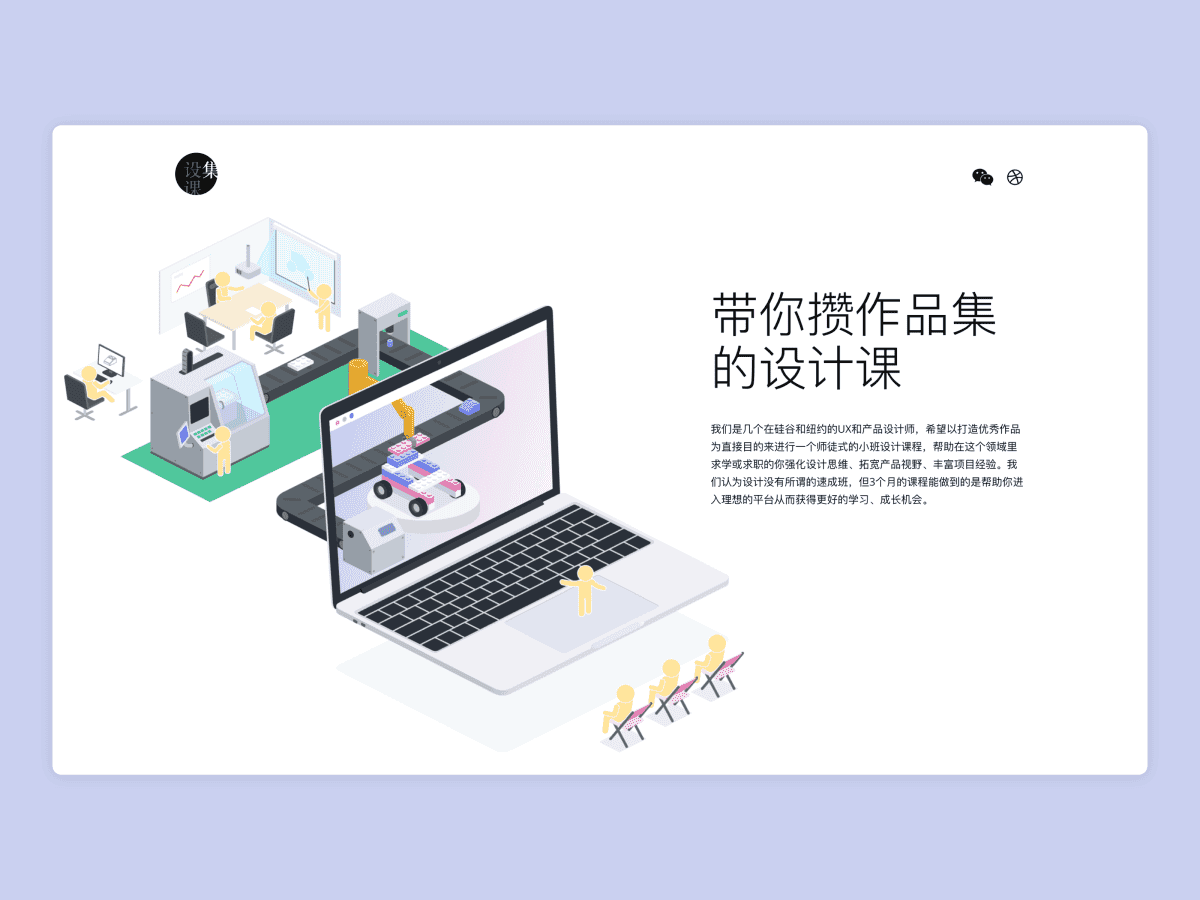 设集
课
带你攒作品集
的设计课
我们是几个在硅谷和纽约的UX和产品设计师，希望以打造优秀作品
为直接目的来进行一个师徒式的小班设计课程，帮助在这个领域里
求学或求职的你强化设计思维、拓宽产品视野、丰富项目经验。我
们认为设计没有所谓的速成班，但3个月的课程能做到的是帮助你进
入理想的平台从而获得更好的学习、成长机会。